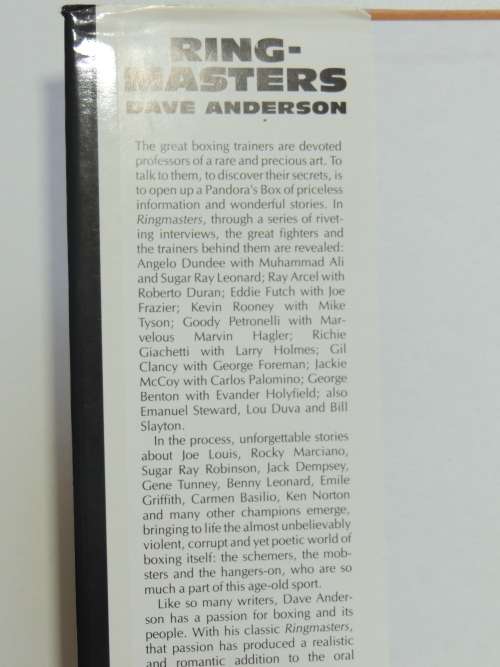 RING-
MASTERS
DAVE ANDERSON
The great boxing trainers are devoted
professors of a rare and precious art. To
talk to them, to discover their secrets, is
to open up a Pandora's Box of priceless
information and wonderful stories. In
Ringmasters, through a series of rivet-
ing interviews, the great fighters and
the trainers behind them are revealed:
Angelo Dundee with Muhammad Ali
and Sugar Ray Leonard; Ray Arcel with
Roberto Duran; Eddie Futch with Joe
Frazier; Kevin Rooney with Mike
Tyson; Goody Petronelli with Mar-
velous Marvin Hagler; Richie
Giachetti with Larry Holmes; Gil
Clancy with George Foreman; Jackie
McCoy with Carlos Palomino; George
Benton with Evander Holyfield; also
Emanuel Steward, Lou Duva and Bill
Slayton.
In the process, unforgettable stories
about Joe Louis, Rocky Marciano,
Sugar Ray Robinson, Jack Dempsey,
Gene Tunney, Benny Leonard, Emile
Griffith, Carmen Basilio, Ken Norton
and many other champions emerge,
bringing to life the almost unbelievably
violent, corrupt and yet poetic world of
boxing itself: the schemers, the mob-
sters and the hangers-on, who are so
much a part of this age-old sport.
Like so many writers, Dave Ander-
son has a passion for boxing and its
people. With his classic Ringmasters,
that passion has produced a realistic
and romantic addition to the oral